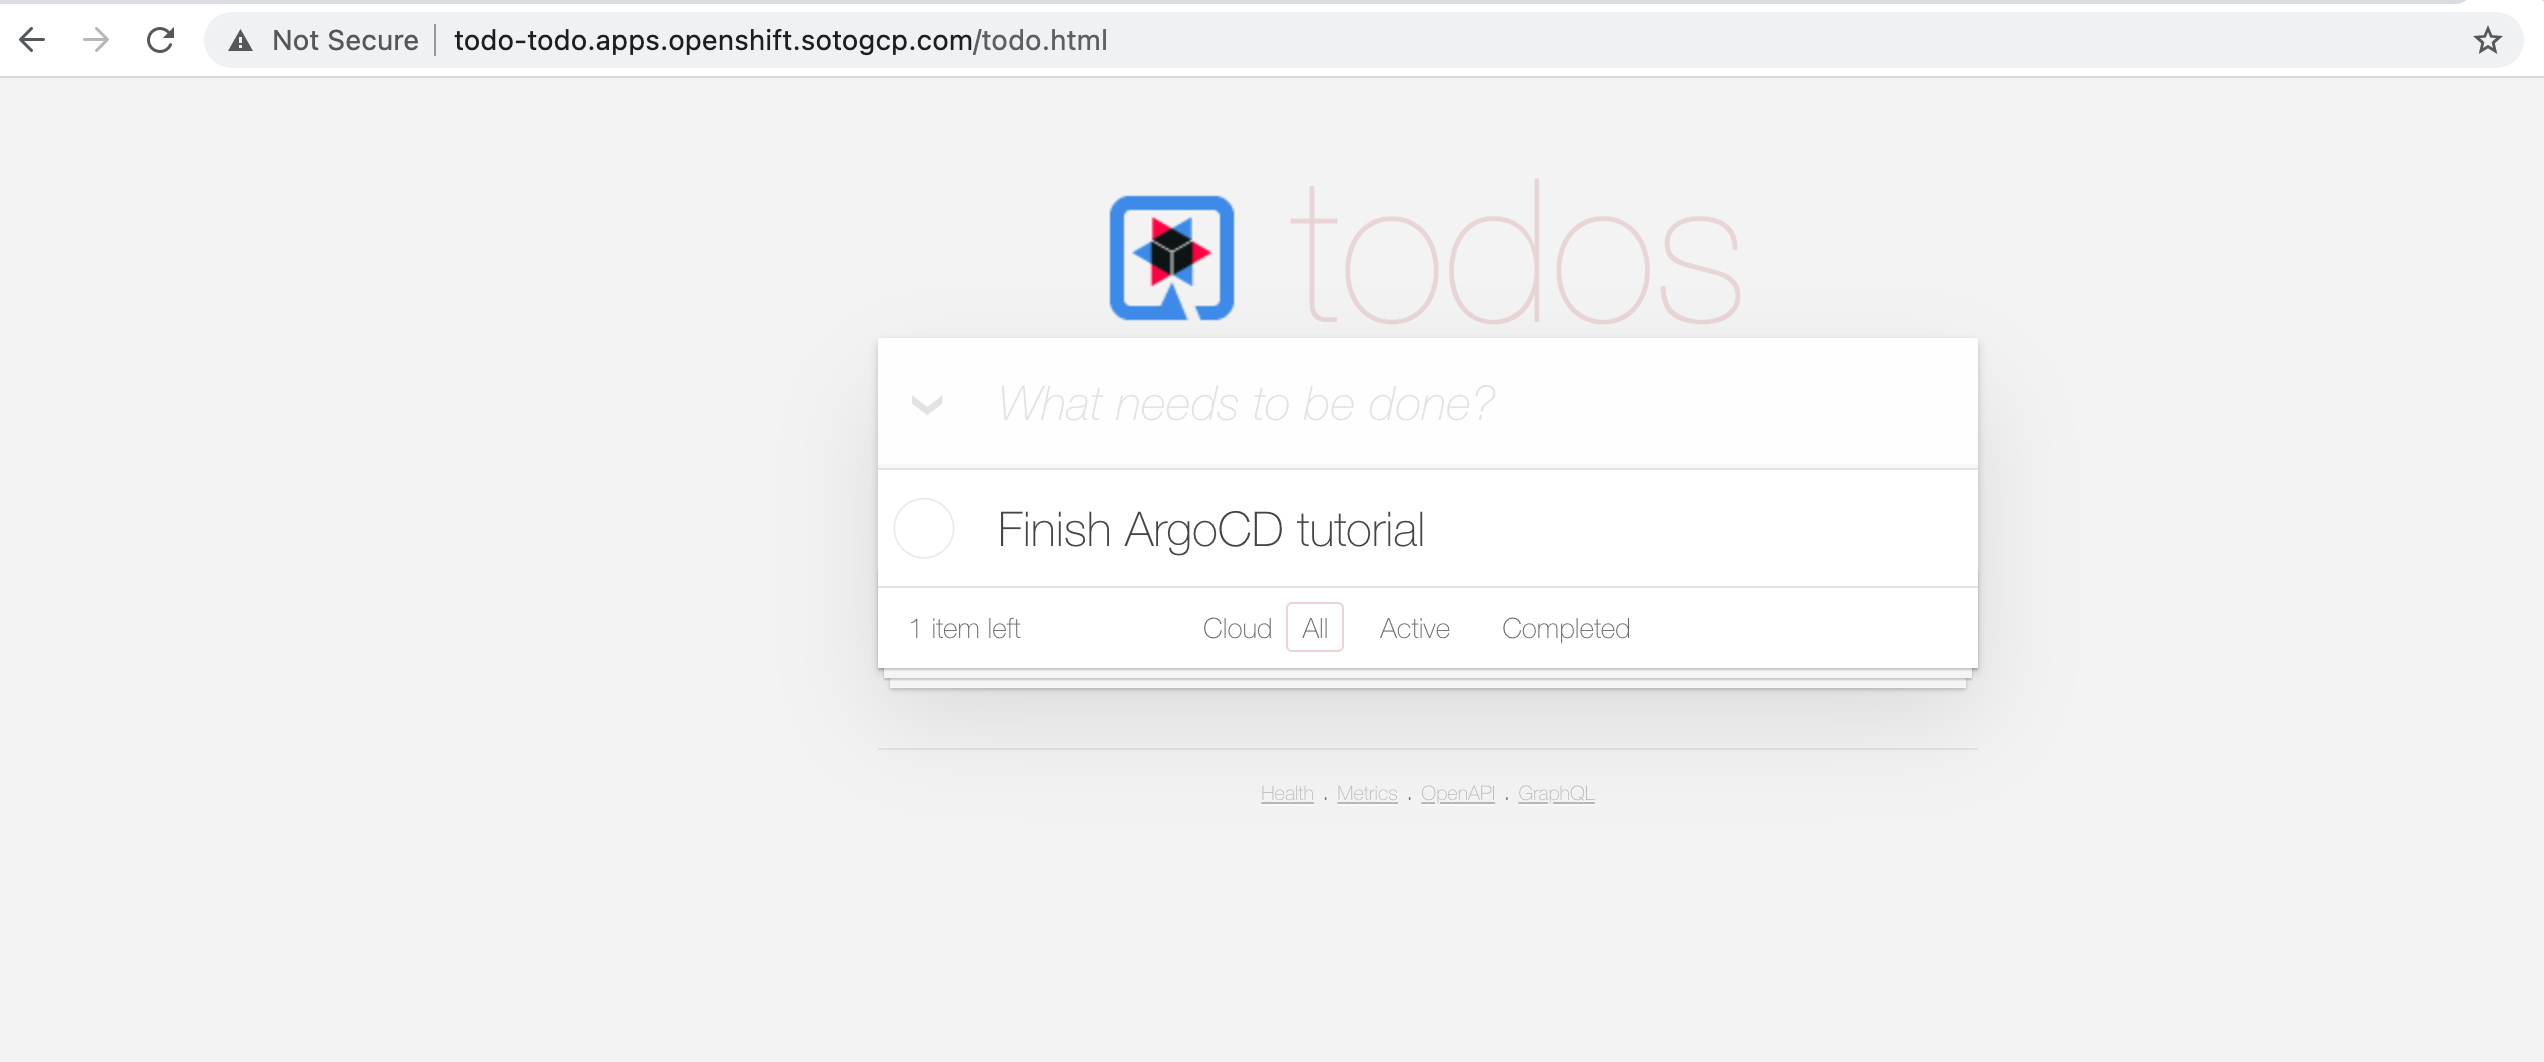 Not Secure todo-todo.apps.openshift.sotogcp.com/todo.html
todos
What needs to be done?
Finish ArgoCD tutorial
1 item left Cloud All Active Completed
Health . Metrics . OpenAPI . GraphQL